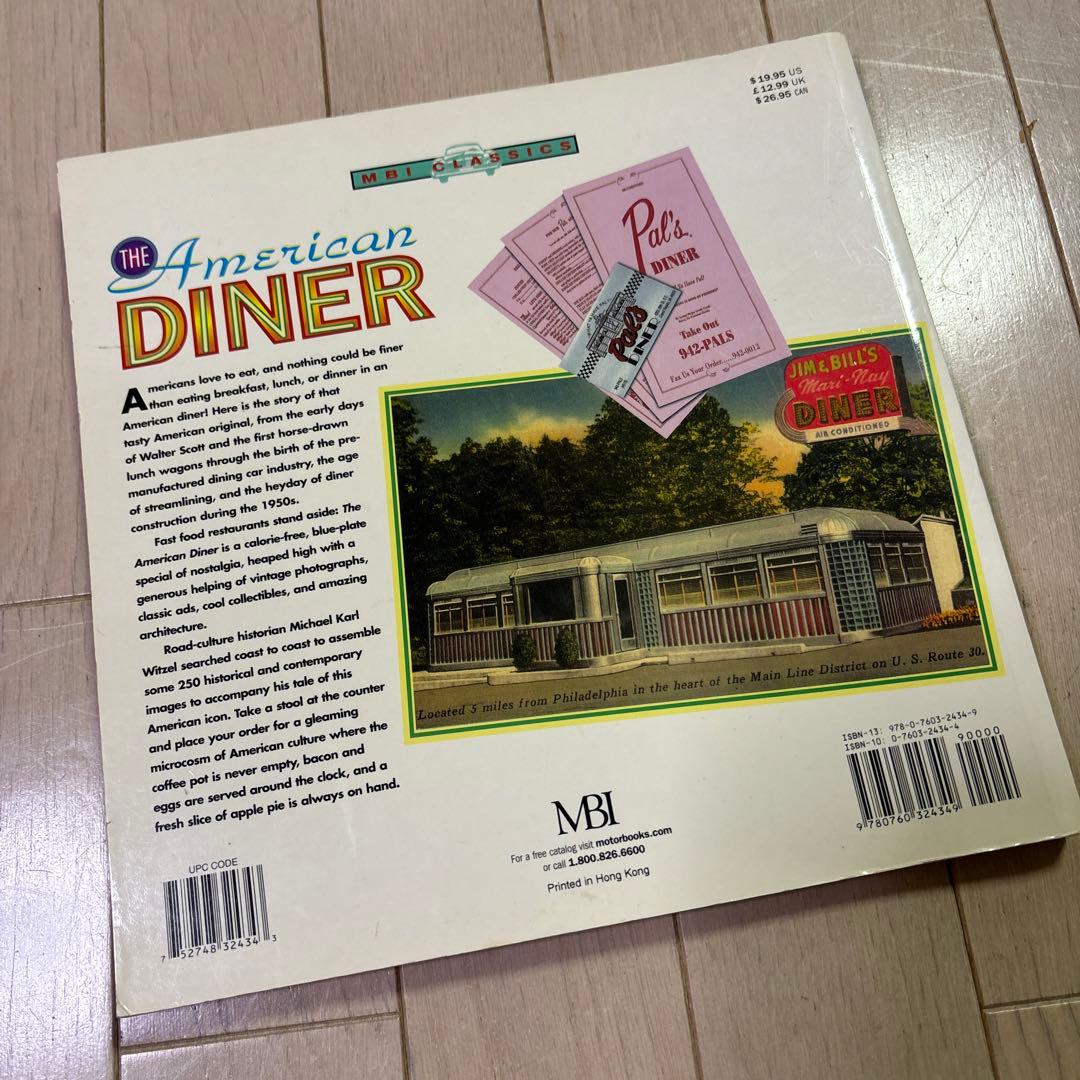 $19.95 US
£12.99 UK
$26.95 CAN
MBI CLASSICS
THE American
DINER
Americans love to eat, and nothing could be finer
than eating breakfast, lunch, or dinner in an
American diner! Here is the story of that
tasty American original, from the early days
of Walter Scott and the first horse-drawn
lunch wagons through the birth of the pre-
manufactured dining car industry, the age
of streamlining, and the heyday of diner
construction during the 1950s.
Fast food restaurants stand aside: The
American Diner is a calorie-free, blue-plate
special of nostalgia, heaped high with a
generous helping of vintage photographs,
classic ads, cool collectibles, and amazing
architecture.
Road-culture historian Michael Karl
Witzel searched coast to coast to assemble
some 250 historical and contemporary
images to accompany his tale of this
American icon. Take a stool at the counter
and place your order for a gleaming
microcosm of American culture where the
coffee pot is never empty, bacon and
eggs are served around the clock, and a
fresh slice of apple pie is always on hand.
Pal's
DINER
Take Out
942-PALS
Fax Us Your Order.....942-0012
Pal's
DINER
JIM & BILL'S
Mari-Nay
DINER
AIR CONDITIONED
Located 5 miles from Philadelphia in the heart of the Main Line District on U. S. Route 30.
ISBN-13: 978-0-7603-2434-9
ISBN-10: 0-7603-2434-4
90000
9 780760 324349
MBI
For a free catalog visit motorbooks.com
or call 1.800.826.6600
Printed in Hong Kong
UPC CODE
7 52748 32434 3